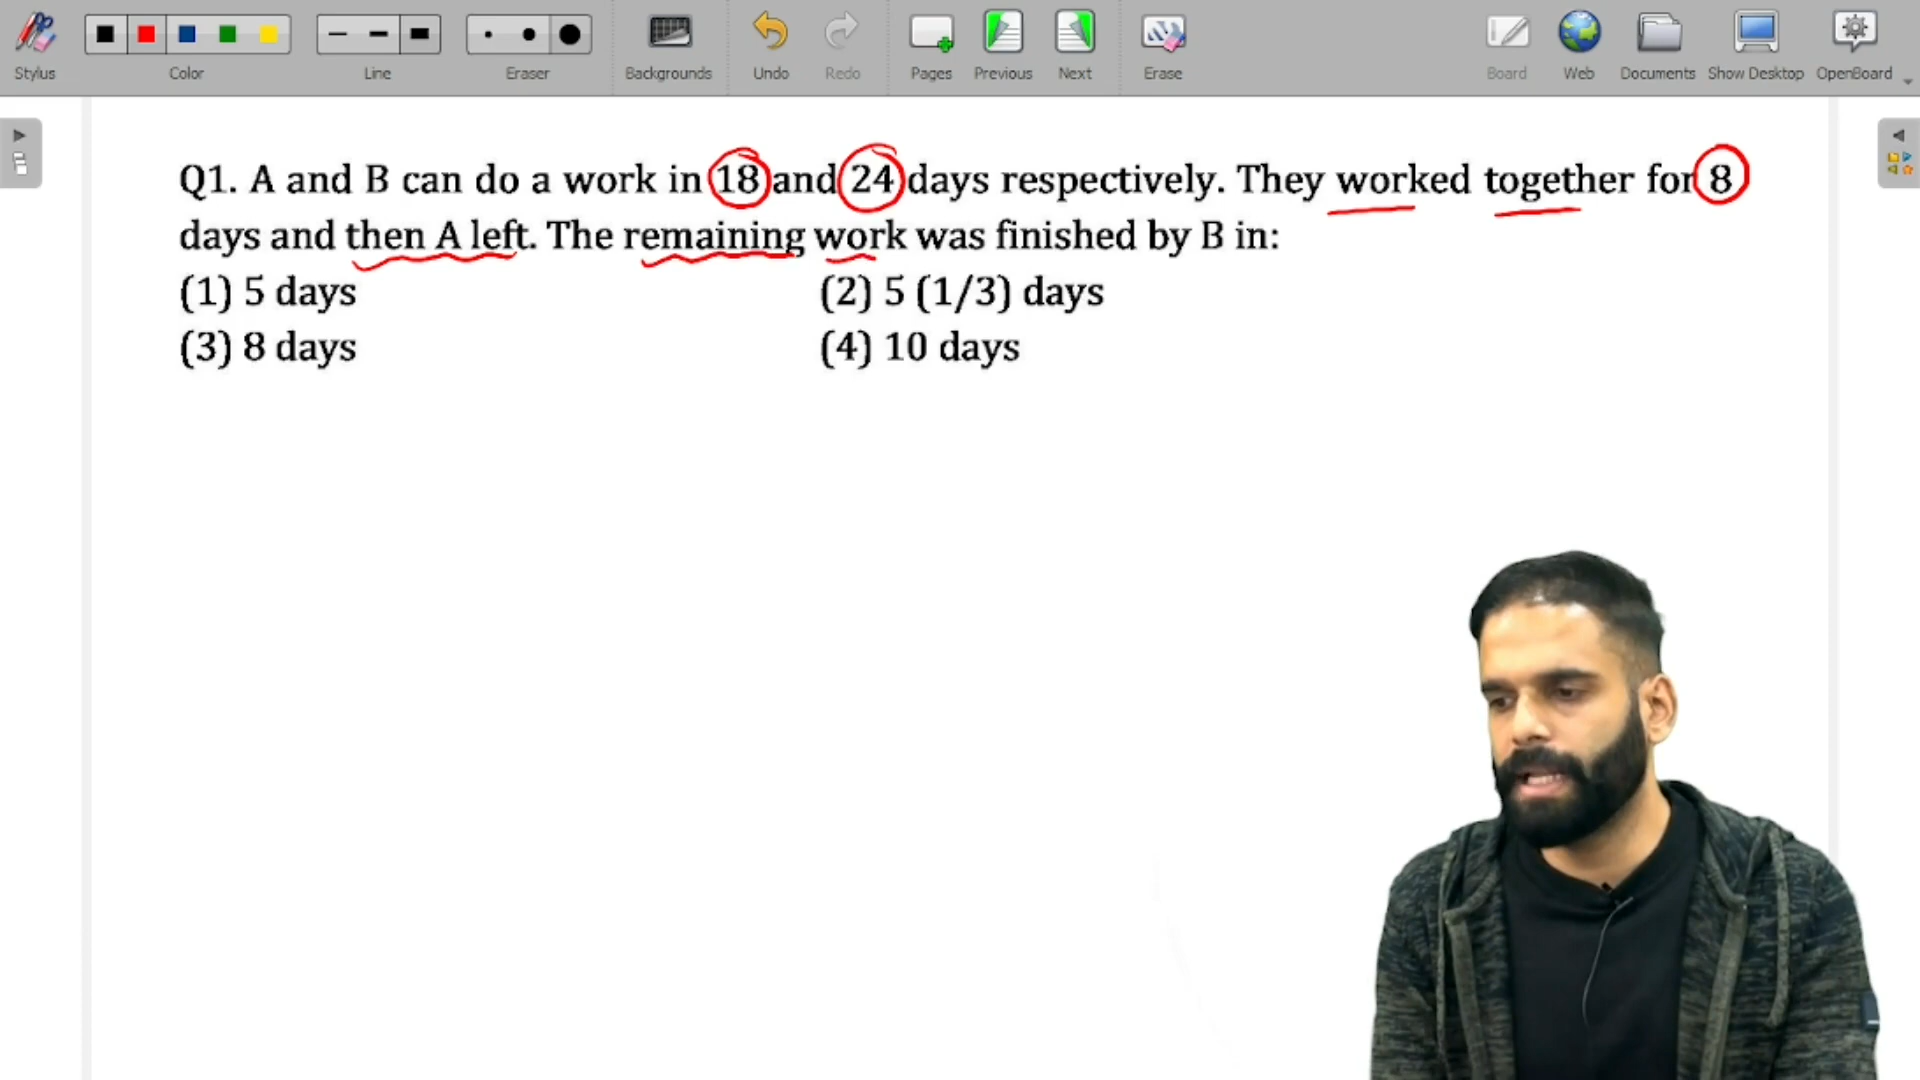 Stylus Color Line Eraser Backgrounds Undo Redo Pages Previous Next Erase Board Web Documents Show Desktop OpenBoard
Q1. A and B can do a work in 18 and 24 days respectively. They worked together for 8
days and then A left. The remaining work was finished by B in:
(1) 5 days (2) 5 (1/3) days
(3) 8 days (4) 10 days